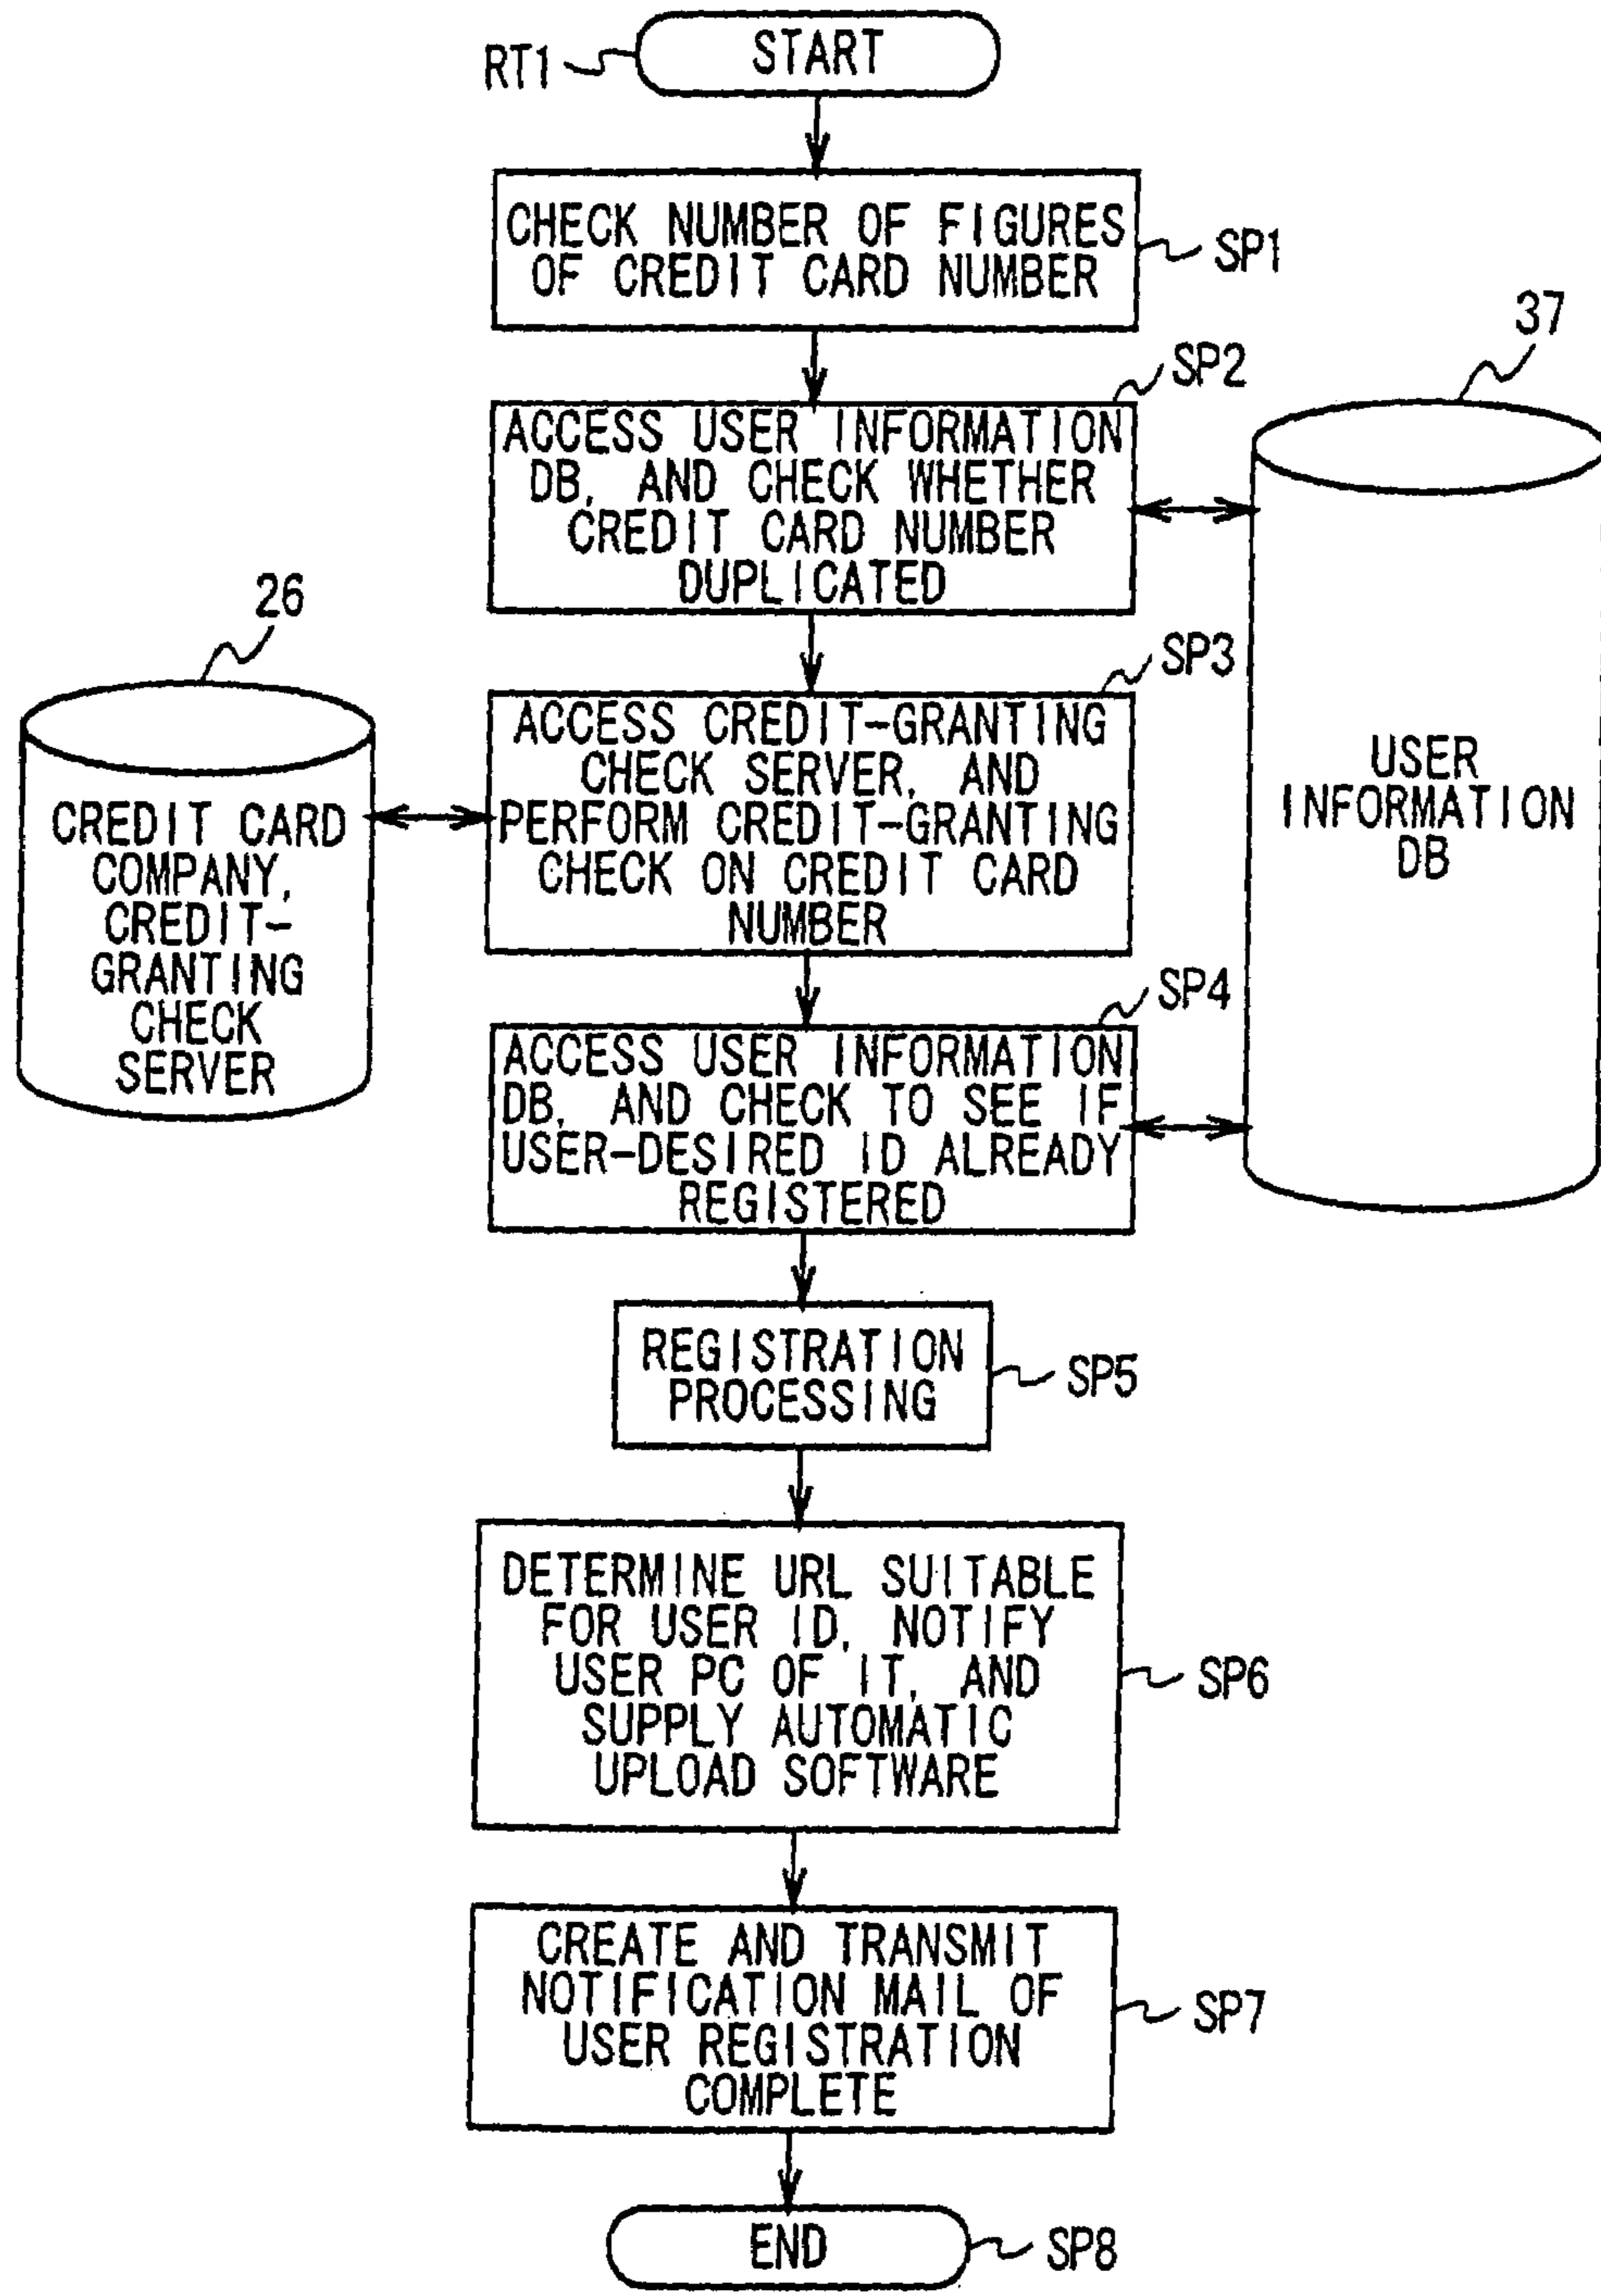 START
RT1
CHECK NUMBER OF FIGURES
OF CREDIT CARD NUMBER
SP1
37
SP2
ACCESS USER INFORMATION
DB, AND CHECK WHETHER
CREDIT CARD NUMBER
DUPLICATED
26
SP3
ACCESS CREDIT-GRANTING
CHECK SERVER, AND
PERFORM CREDIT-GRANTING
CHECK ON CREDIT CARD
NUMBER
USER
INFORMATION
DB
CREDIT CARD
COMPANY,
CREDIT-
GRANTING
CHECK
SERVER
SP4
ACCESS USER INFORMATION
DB, AND CHECK TO SEE IF
USER-DESIRED ID ALREADY
REGISTERED
REGISTRATION
PROCESSING
SP5
DETERMINE URL SUITABLE
FOR USER ID, NOTIFY
USER PC OF IT, AND
SUPPLY AUTOMATIC
UPLOAD SOFTWARE
SP6
CREATE AND TRANSMIT
NOTIFICATION MAIL OF
USER REGISTRATION
COMPLETE
SP7
END
SP8